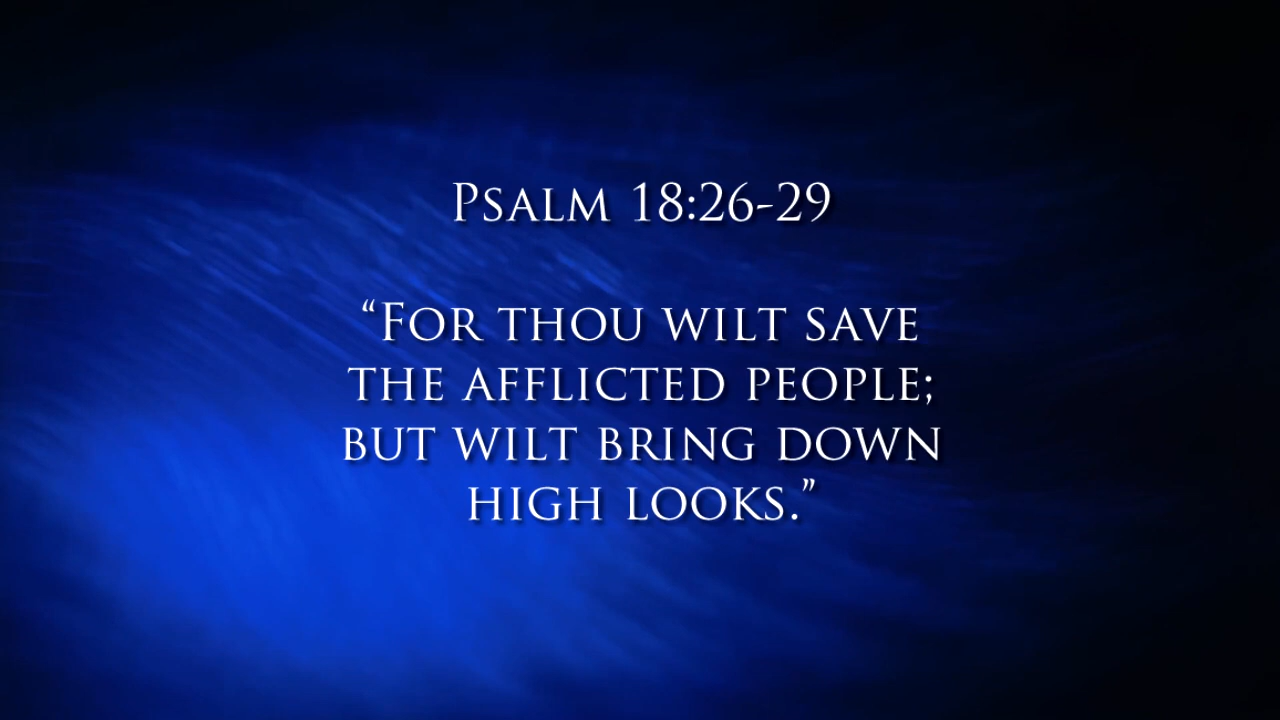 Psalm 18:26-29
“For thou wilt save
the afflicted people;
but wilt bring down
high looks.”